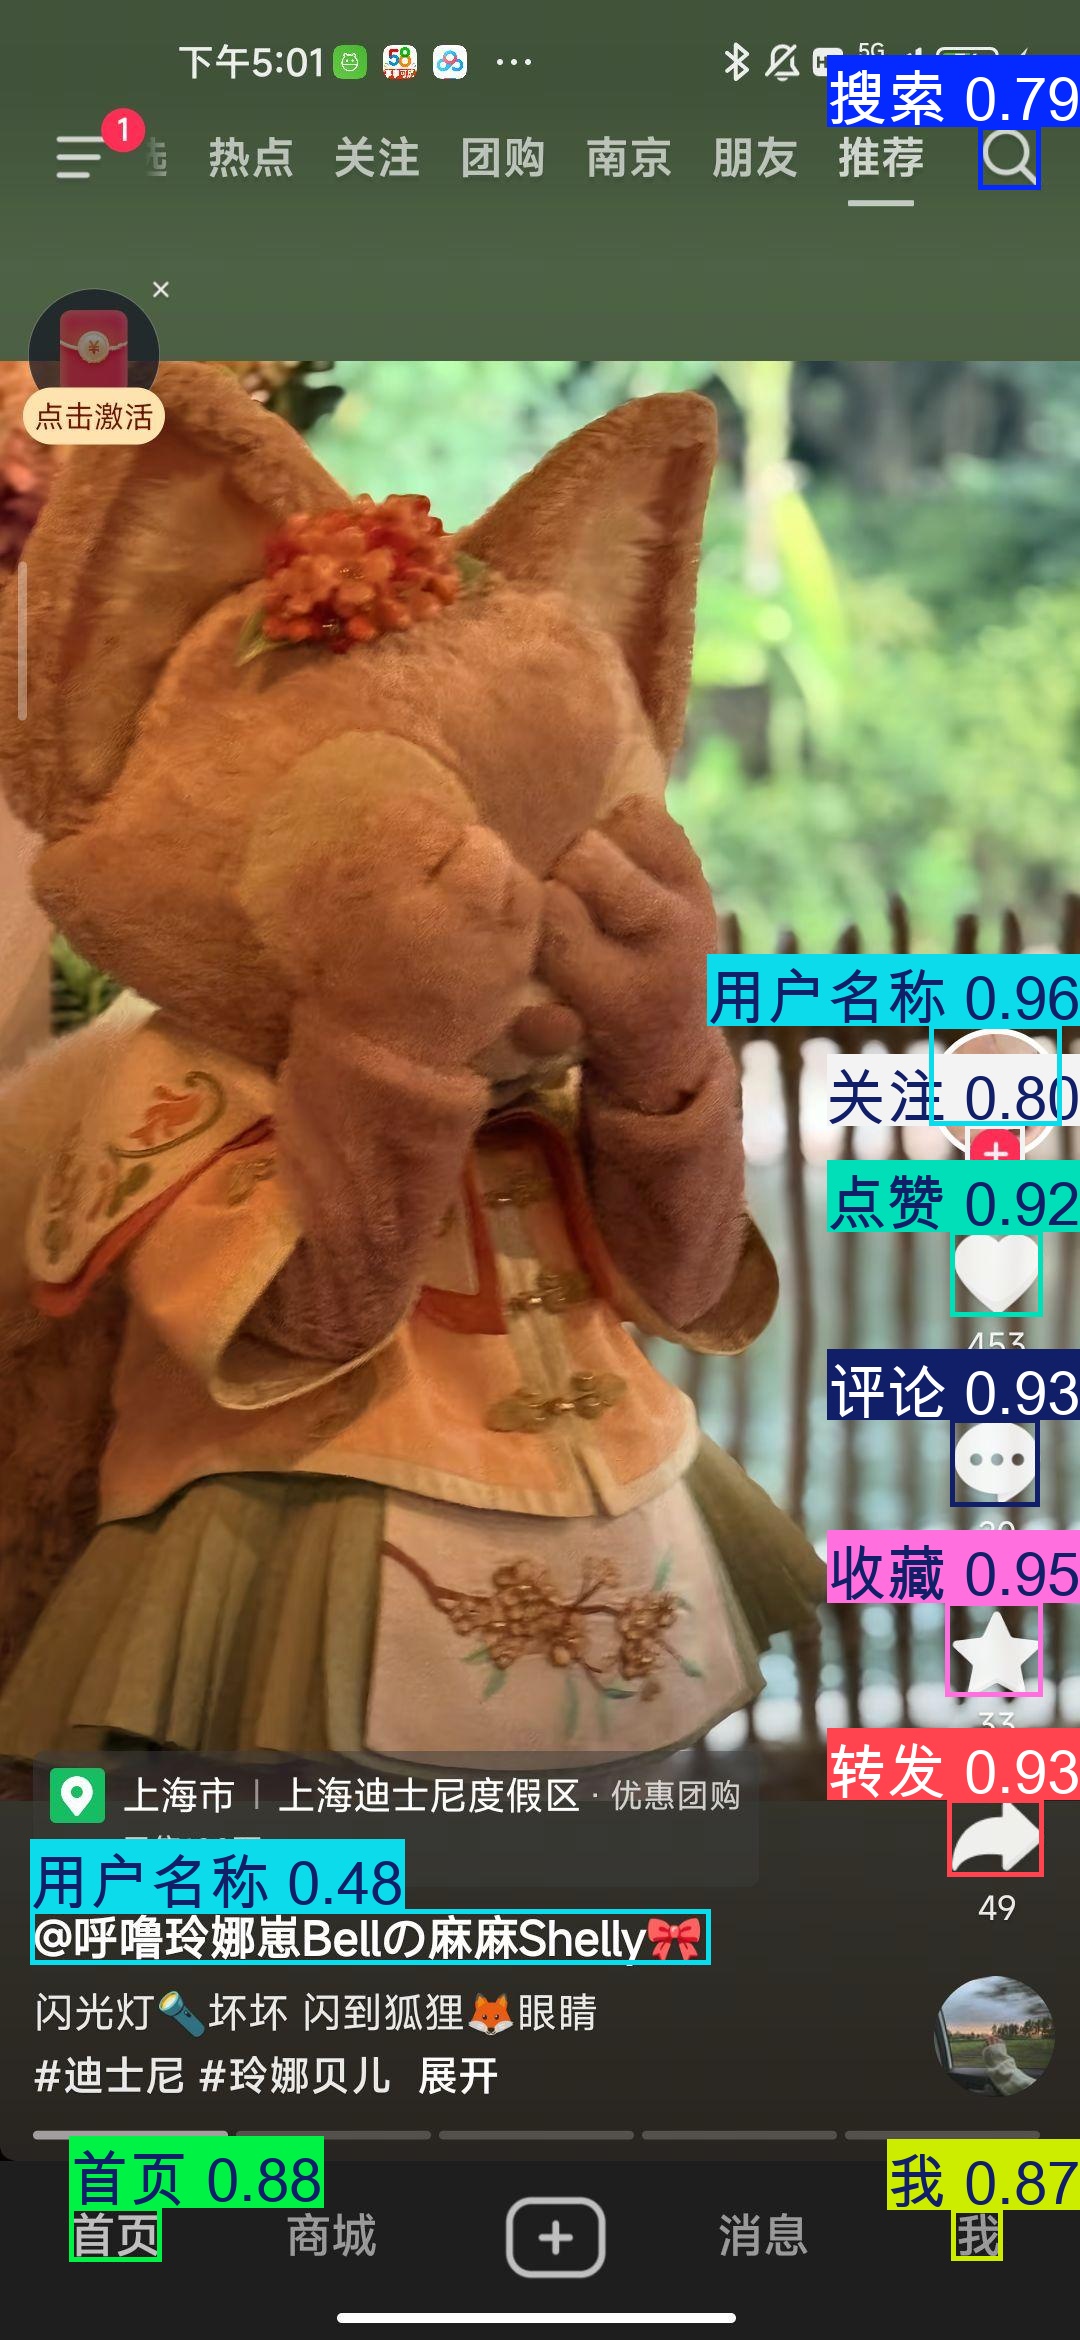 下午5:01
58
5G
搜索 0.79
1
热点 关注 团购 南京 朋友 推荐
点击激活
用户名称 0.96
关注 0.80
点赞 0.92
453
评论 0.93
收藏 0.95
33
转发 0.93
49
上海市 | 上海迪士尼度假区 · 优惠团购
用户名称 0.48
@呼噜玲娜崽Bellの麻麻Shelly🎀
闪光灯🔦坏坏 闪到狐狸🦊眼睛
#迪士尼 #玲娜贝儿 展开
首页 0.88
我 0.87
首页 商城 消息 我